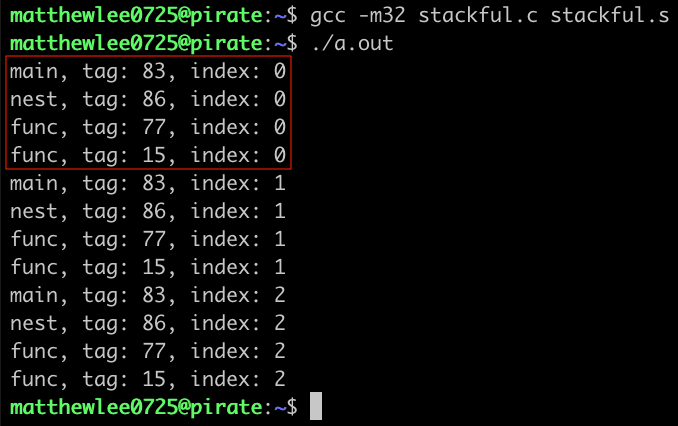 matthewlee0725@pirate:~$ gcc -m32 stackful.c stackful.s
matthewlee0725@pirate:~$ ./a.out
main, tag: 83, index: 0
nest, tag: 86, index: 0
func, tag: 77, index: 0
func, tag: 15, index: 0
main, tag: 83, index: 1
nest, tag: 86, index: 1
func, tag: 77, index: 1
func, tag: 15, index: 1
main, tag: 83, index: 2
nest, tag: 86, index: 2
func, tag: 77, index: 2
func, tag: 15, index: 2
matthewlee0725@pirate:~$